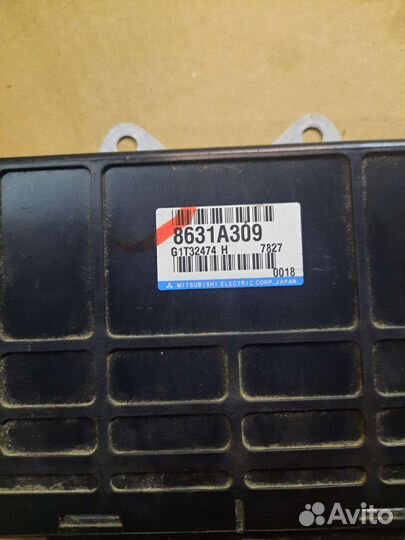 8631A309
G1T32474 H 7827
0018
MITSUBISHI ELECTRIC CORP. JAPAN
Avito